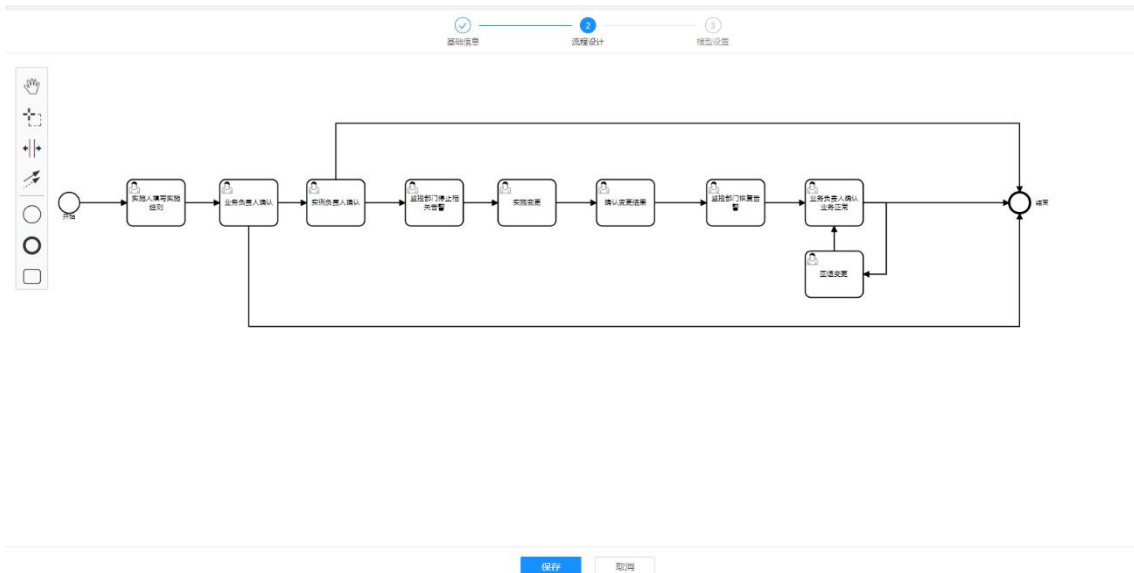 2
3
基础信息
流程设计
模型设置
开始
实施人填写实施
细则
业务负责人确认
实例负责人确认
监控部门停止相
关告警
实施变更
确认变更结果
监控部门恢复告
警
业务负责人确认
业务正常
结束
回退变更
保存
取消